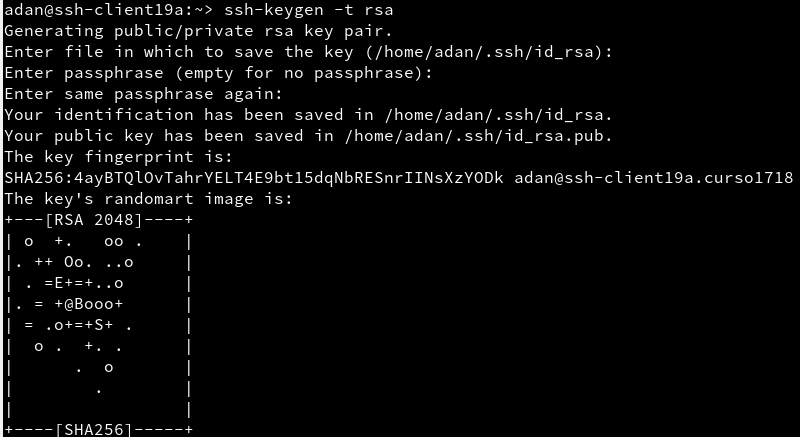 adan@ssh-client19a:~> ssh-keygen -t rsa
Generating public/private rsa key pair.
Enter file in which to save the key (/home/adan/.ssh/id_rsa):
Enter passphrase (empty for no passphrase):
Enter same passphrase again:
Your identification has been saved in /home/adan/.ssh/id_rsa.
Your public key has been saved in /home/adan/.ssh/id_rsa.pub.
The key fingerprint is:
SHA256:4ayBTQlOvTahrYELT4E9bt15dqNbRESnrIINsXzYODk adan@ssh-client19a.curso1718
The key's randomart image is:
+---[RSA 2048]----+
| o  +.   oo .    |
|. ++ Oo. ..o     |
| . =E+=+..o      |
|. = +@Booo+      |
| = .o+=+S+ .     |
|  o .  +. .      |
|      .  o       |
|        .        |
|                 |
+----[SHA256]-----+